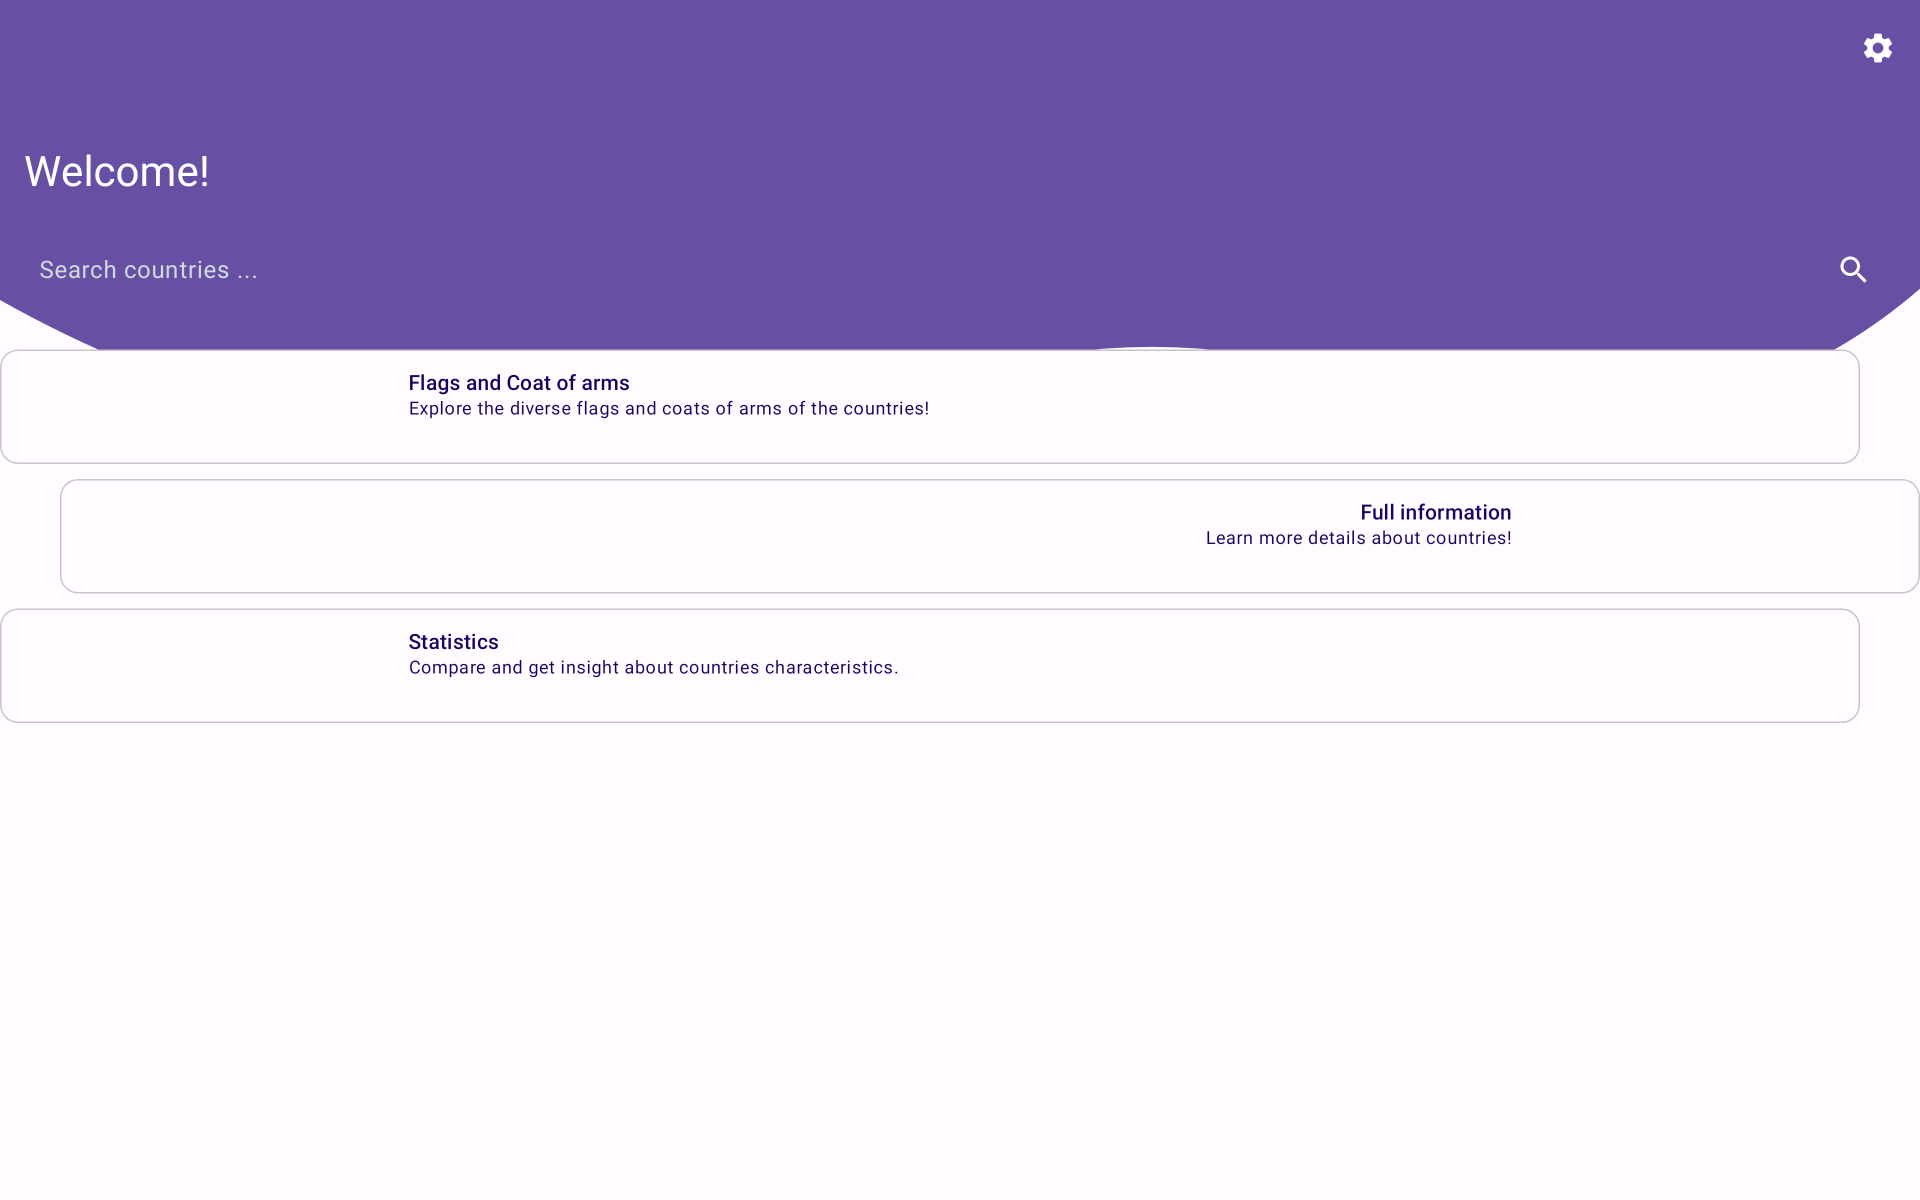 Welcome!
Search countries ...
Flags and Coat of arms
Explore the diverse flags and coats of arms of the countries!
Full information
Learn more details about countries!
Statistics
Compare and get insight about countries characteristics.